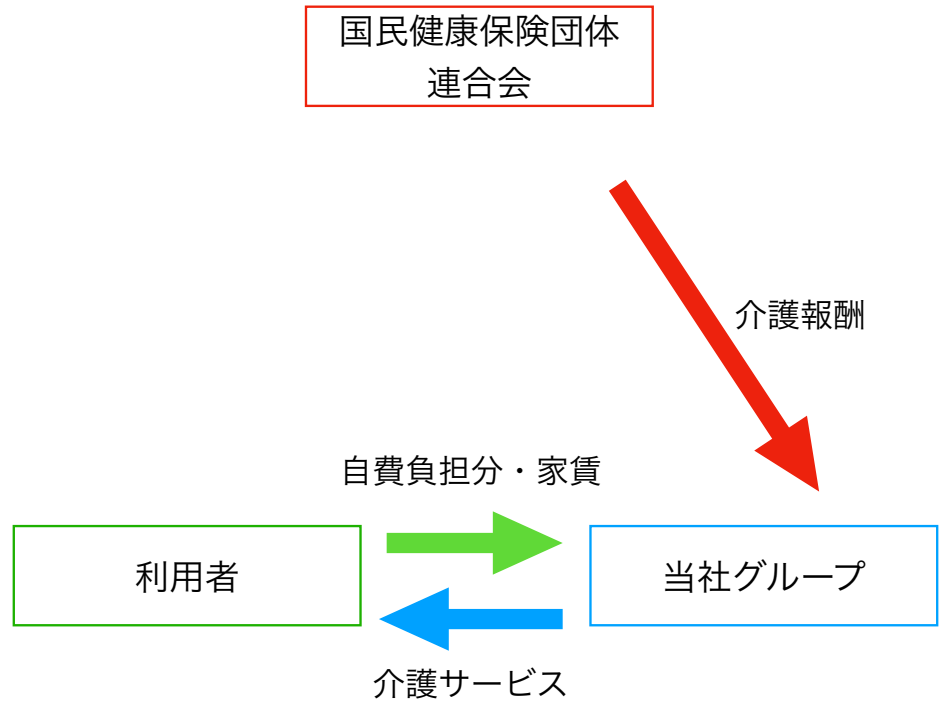 国民健康保険団体
連合会
介護報酬
自費負担分・家賃
利用者
当社グループ
介護サービス